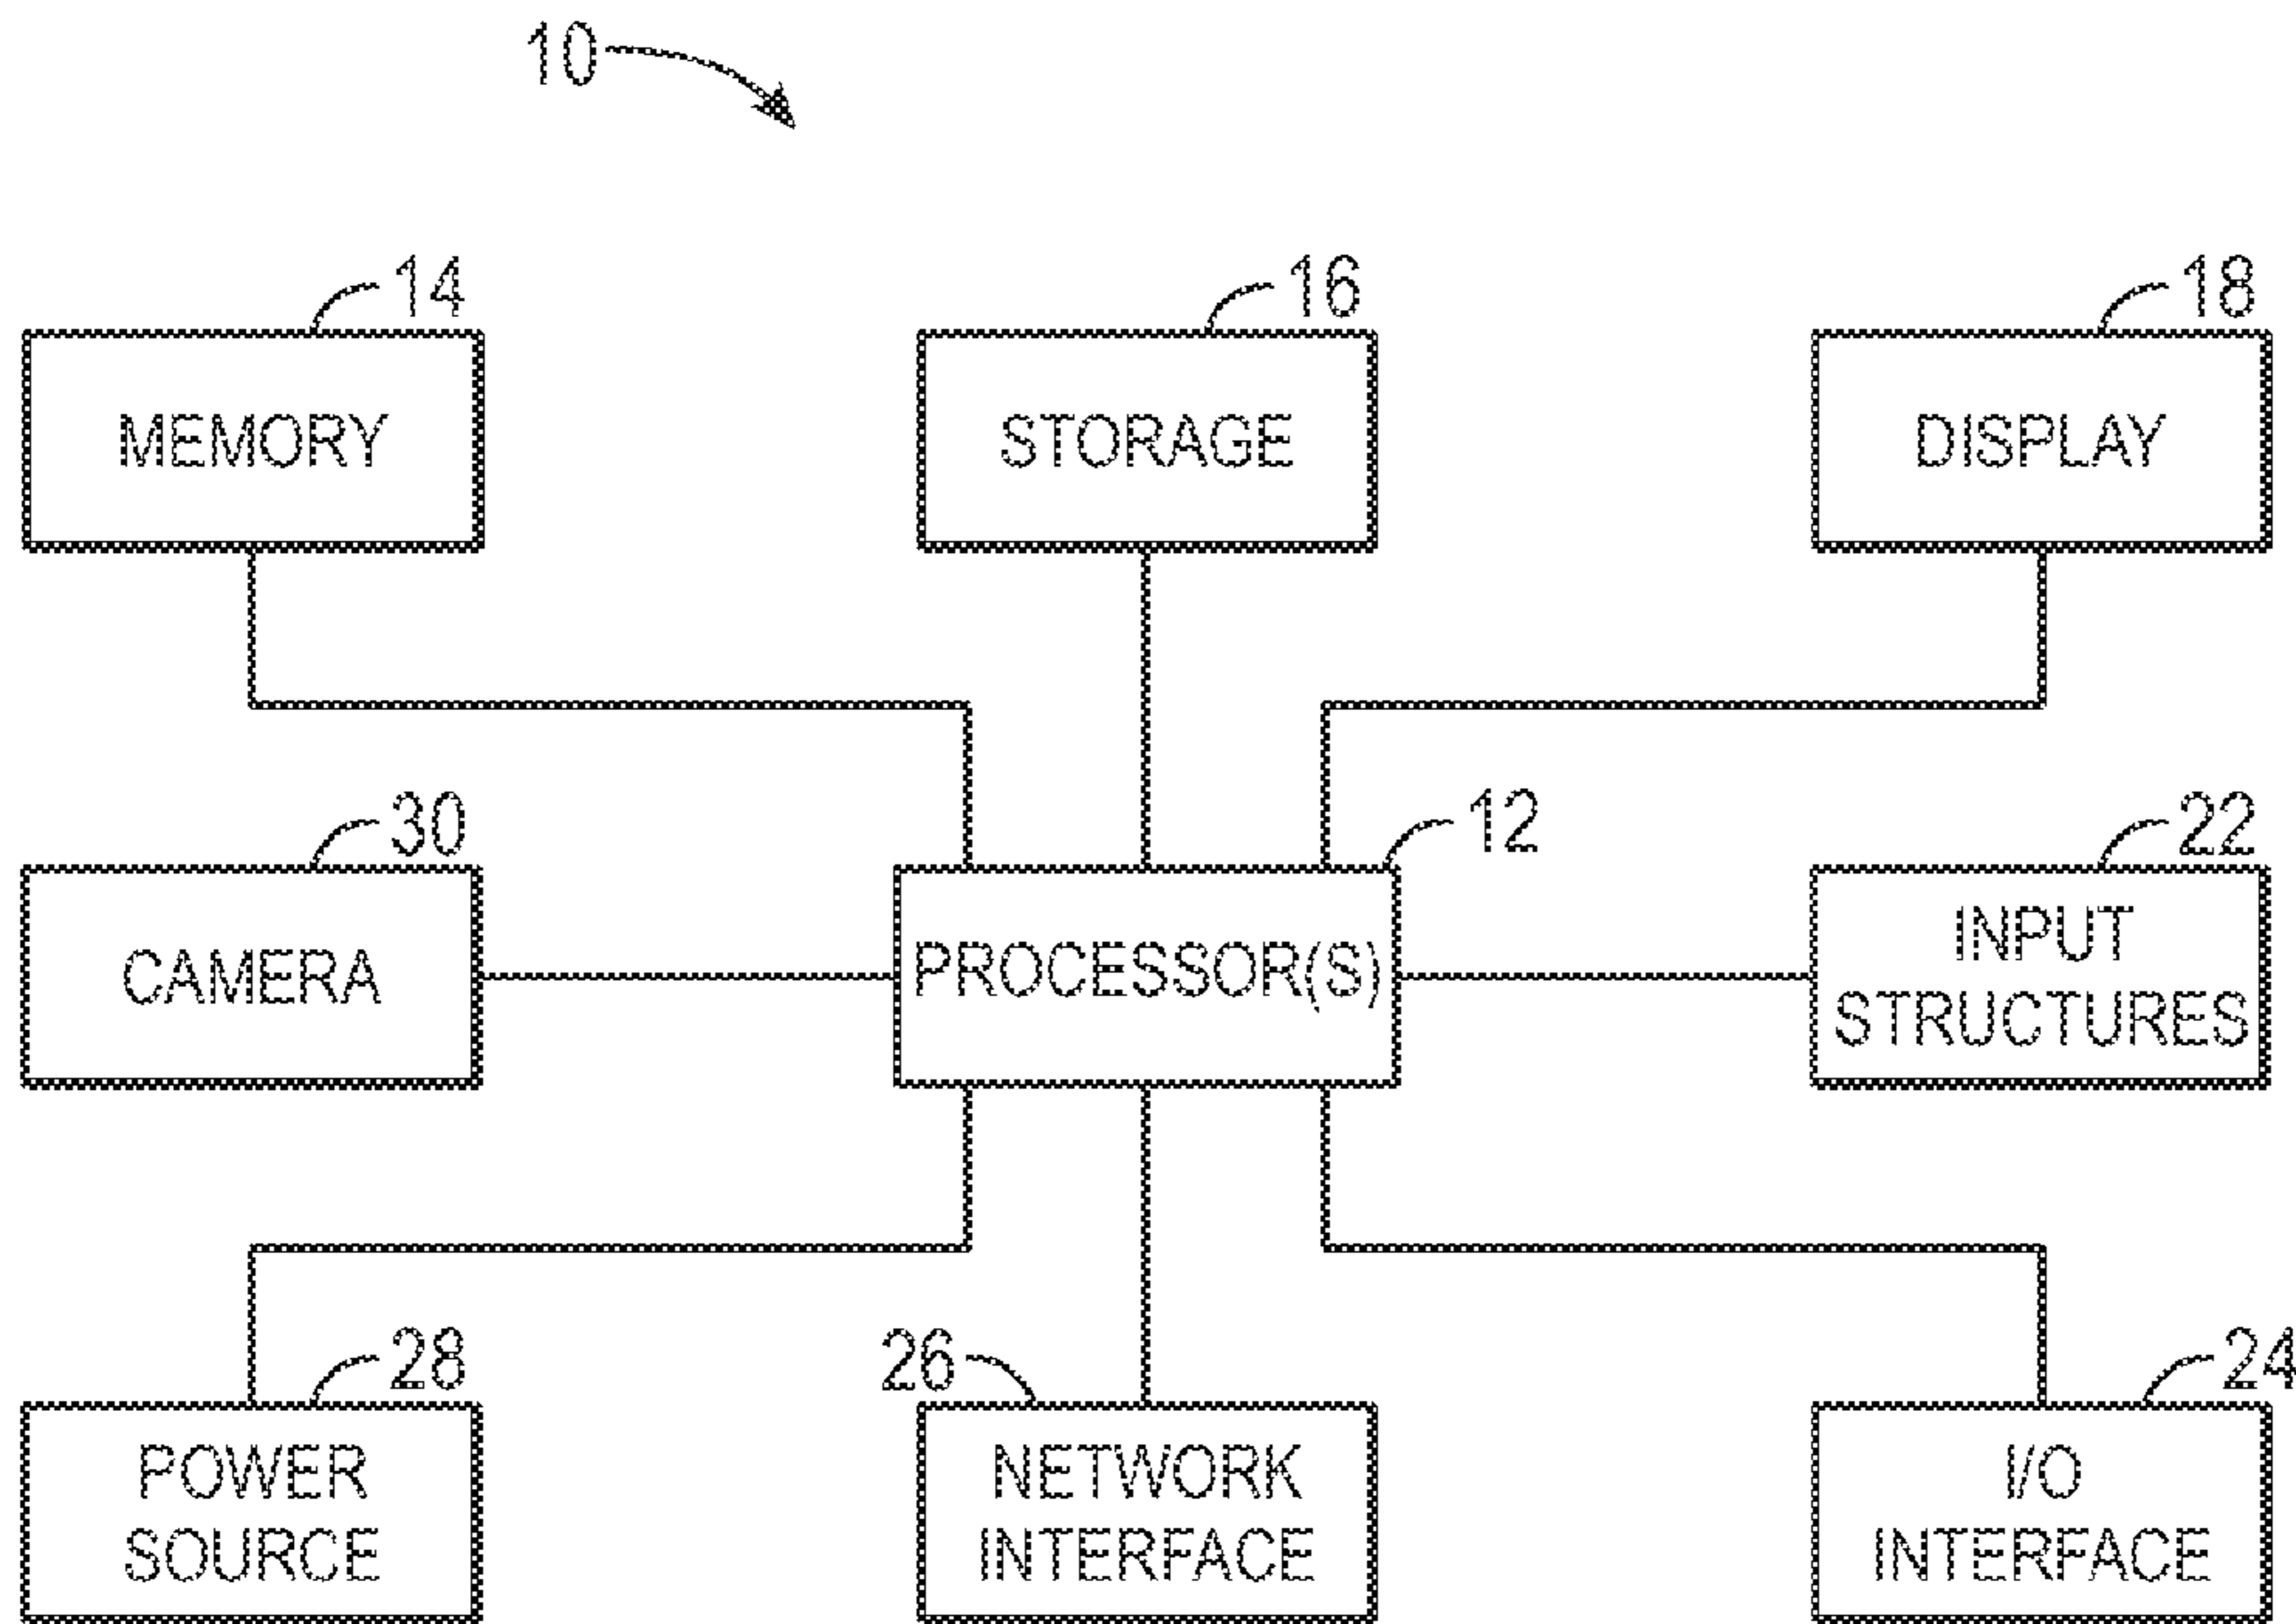 10
14
16
18
MEMORY
STORAGE
DISPLAY
30
12
22
CAMERA
PROCESSOR(S)
INPUT
STRUCTURES
28
26
24
POWER
SOURCE
NETWORK
INTERFACE
I/O
INTERFACE